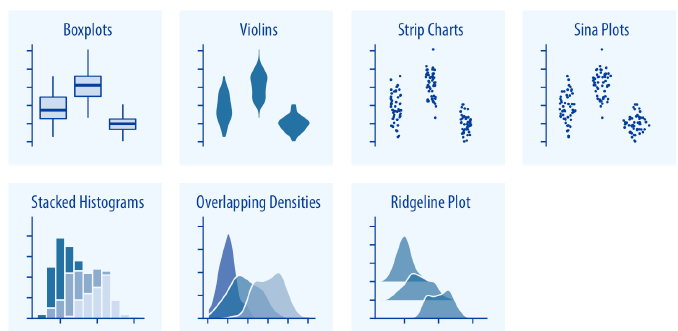 Boxplots
Violins
Strip Charts
Sina Plots
Stacked Histograms
Overlapping Densities
Ridgeline Plot